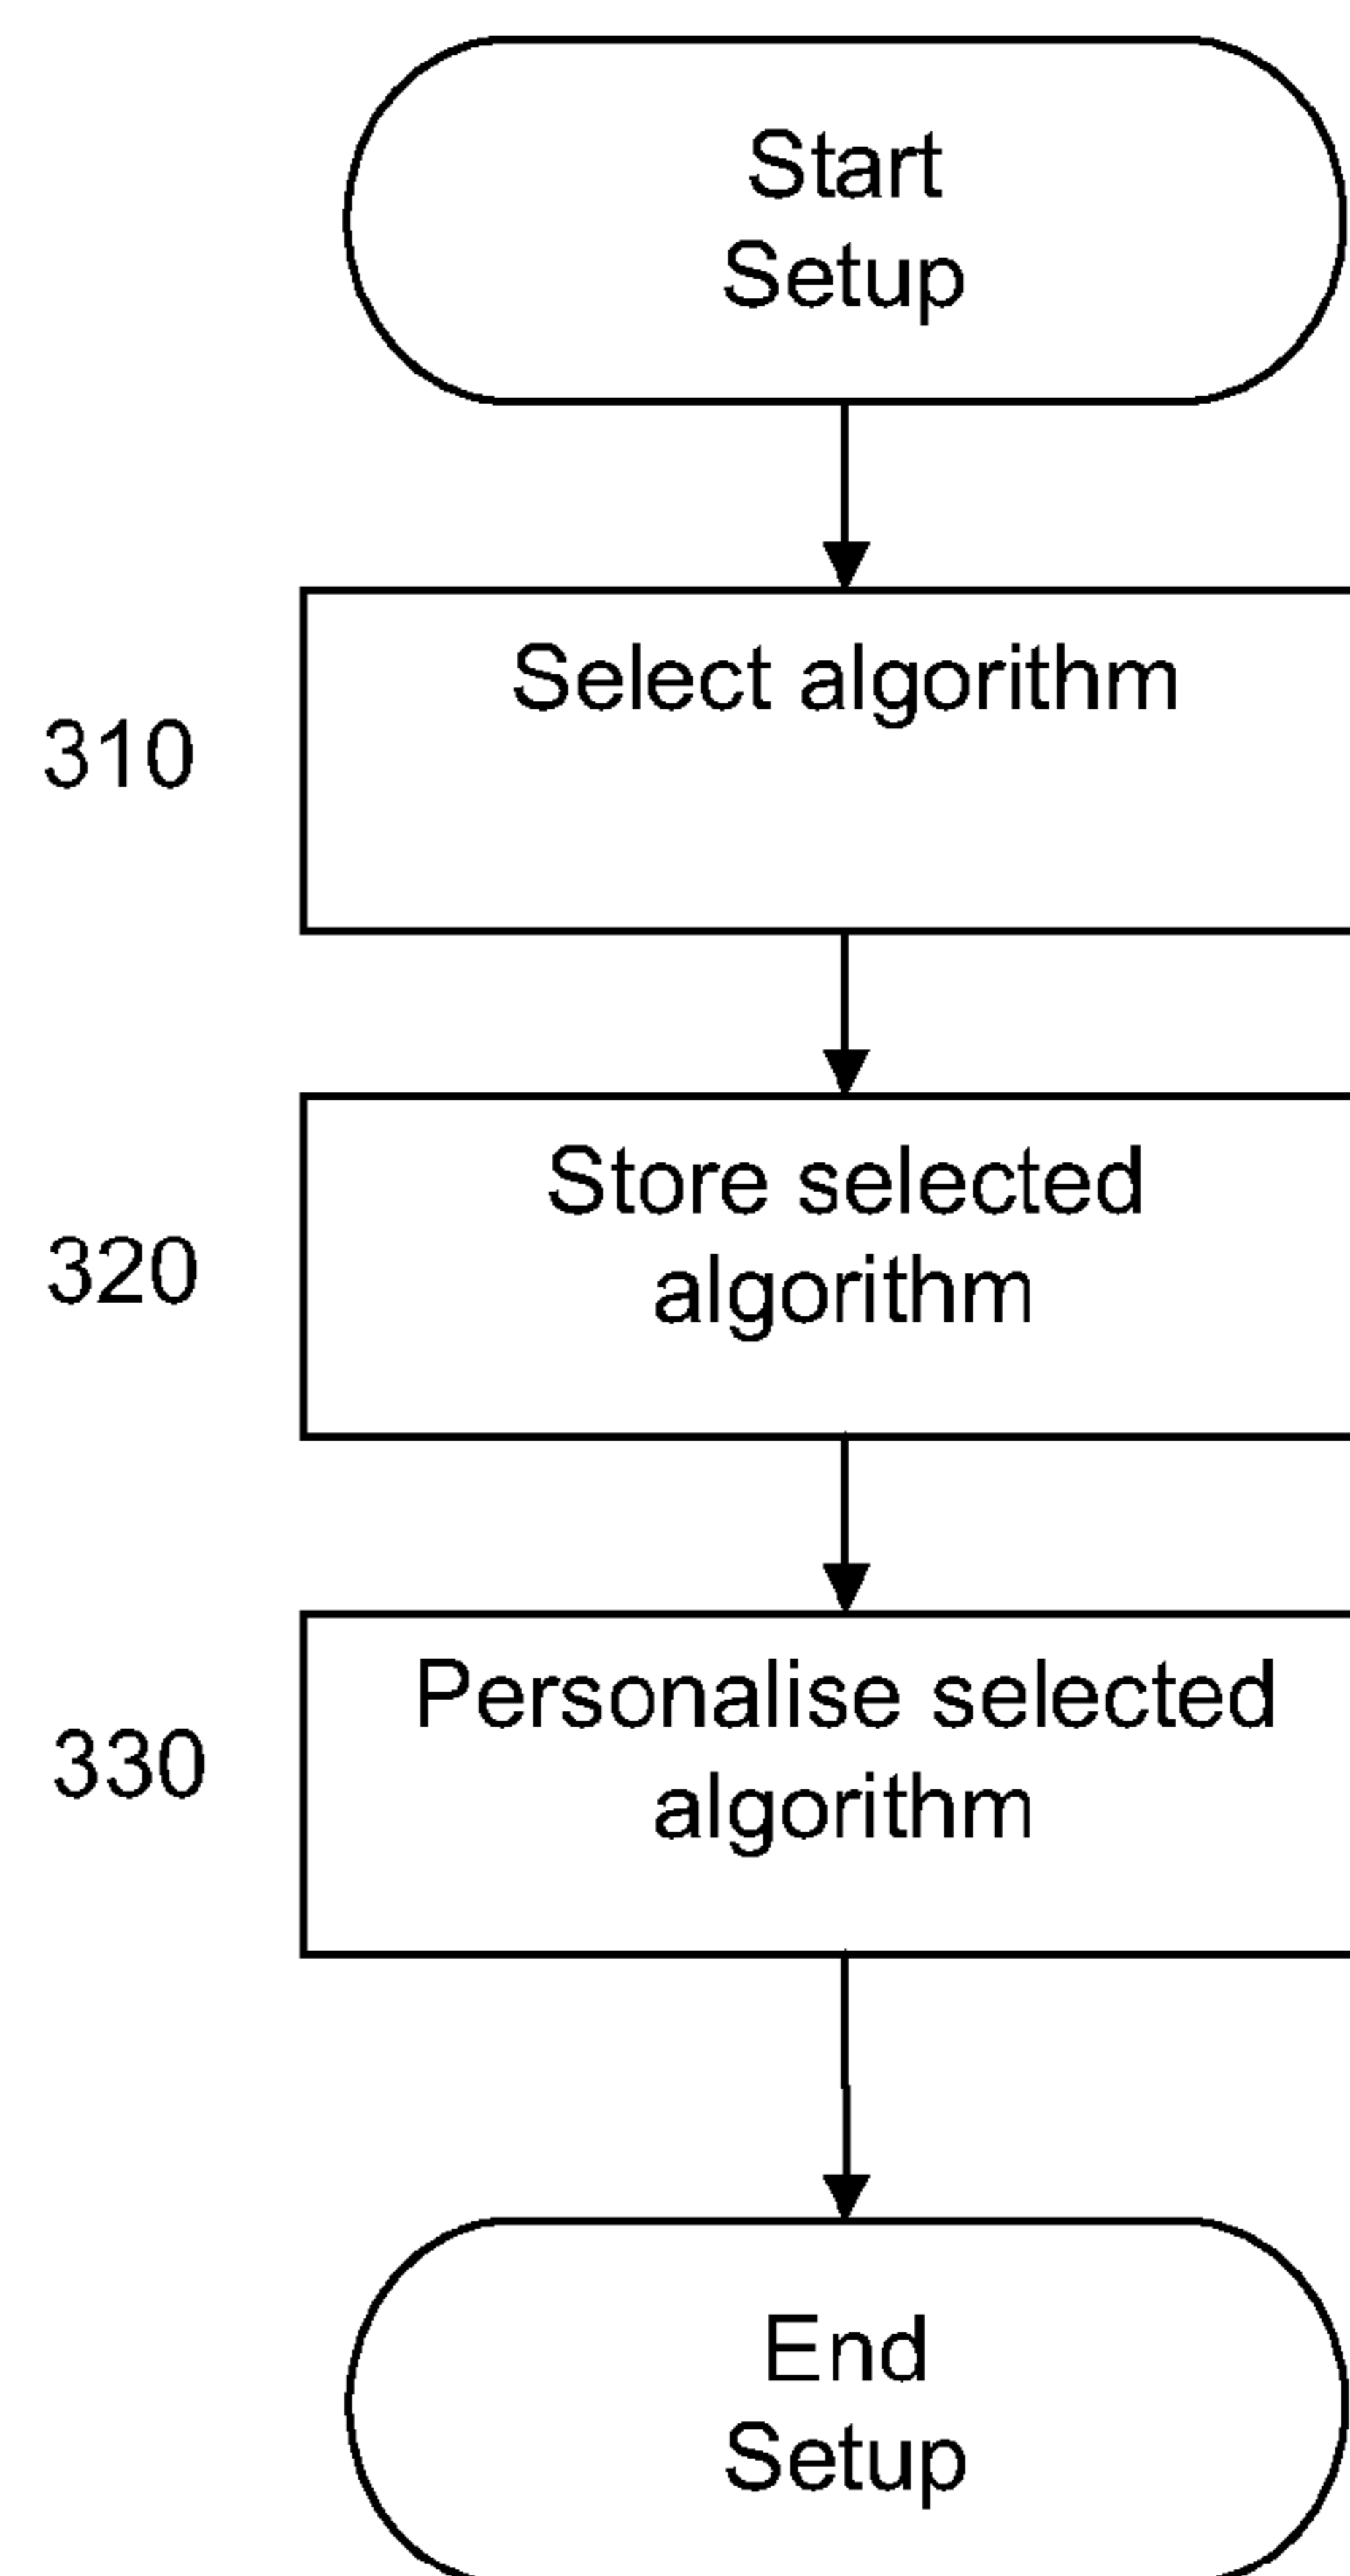 Start
Setup
Select algorithm
310
Store selected
algorithm
320
Personalise selected
algorithm
330
End
Setup